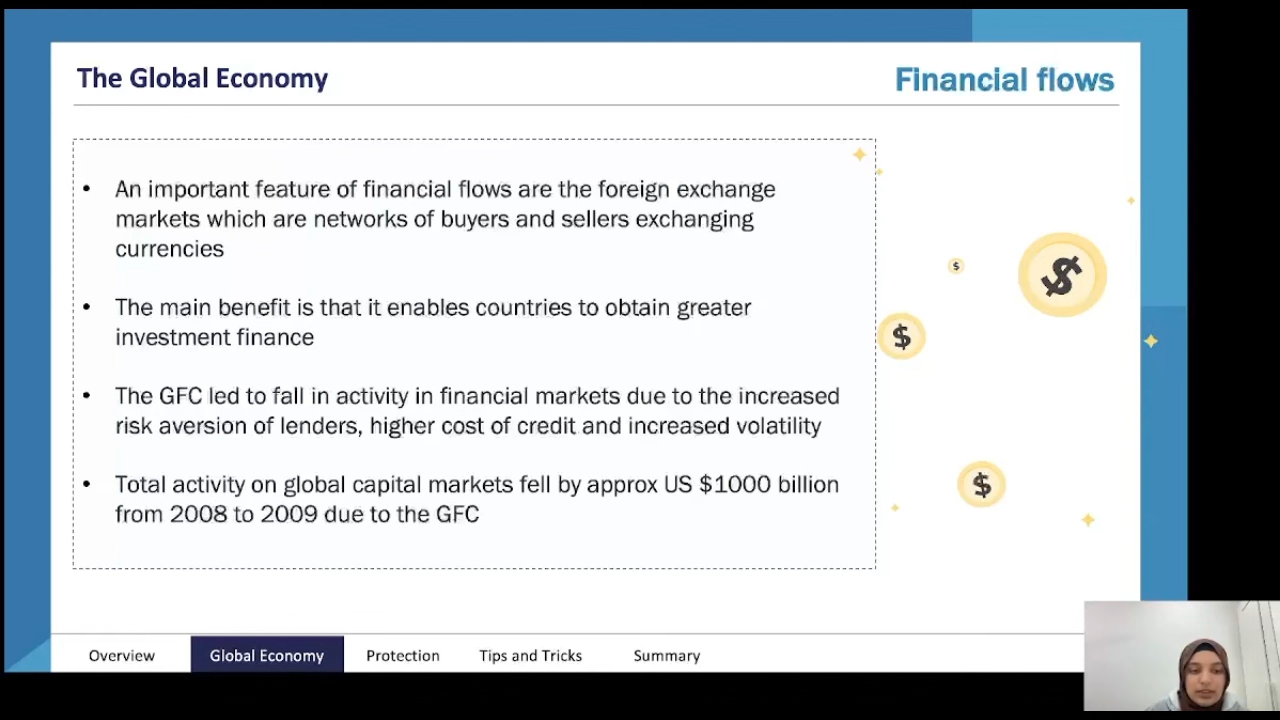 The Global Economy
Financial flows
• An important feature of financial flows are the foreign exchange
markets which are networks of buyers and sellers exchanging
currencies
• The main benefit is that it enables countries to obtain greater
investment finance
• The GFC led to fall in activity in financial markets due to the increased
risk aversion of lenders, higher cost of credit and increased volatility
• Total activity on global capital markets fell by approx US $1000 billion
from 2008 to 2009 due to the GFC
$
$
$
$
Overview Global Economy Protection Tips and Tricks Summary